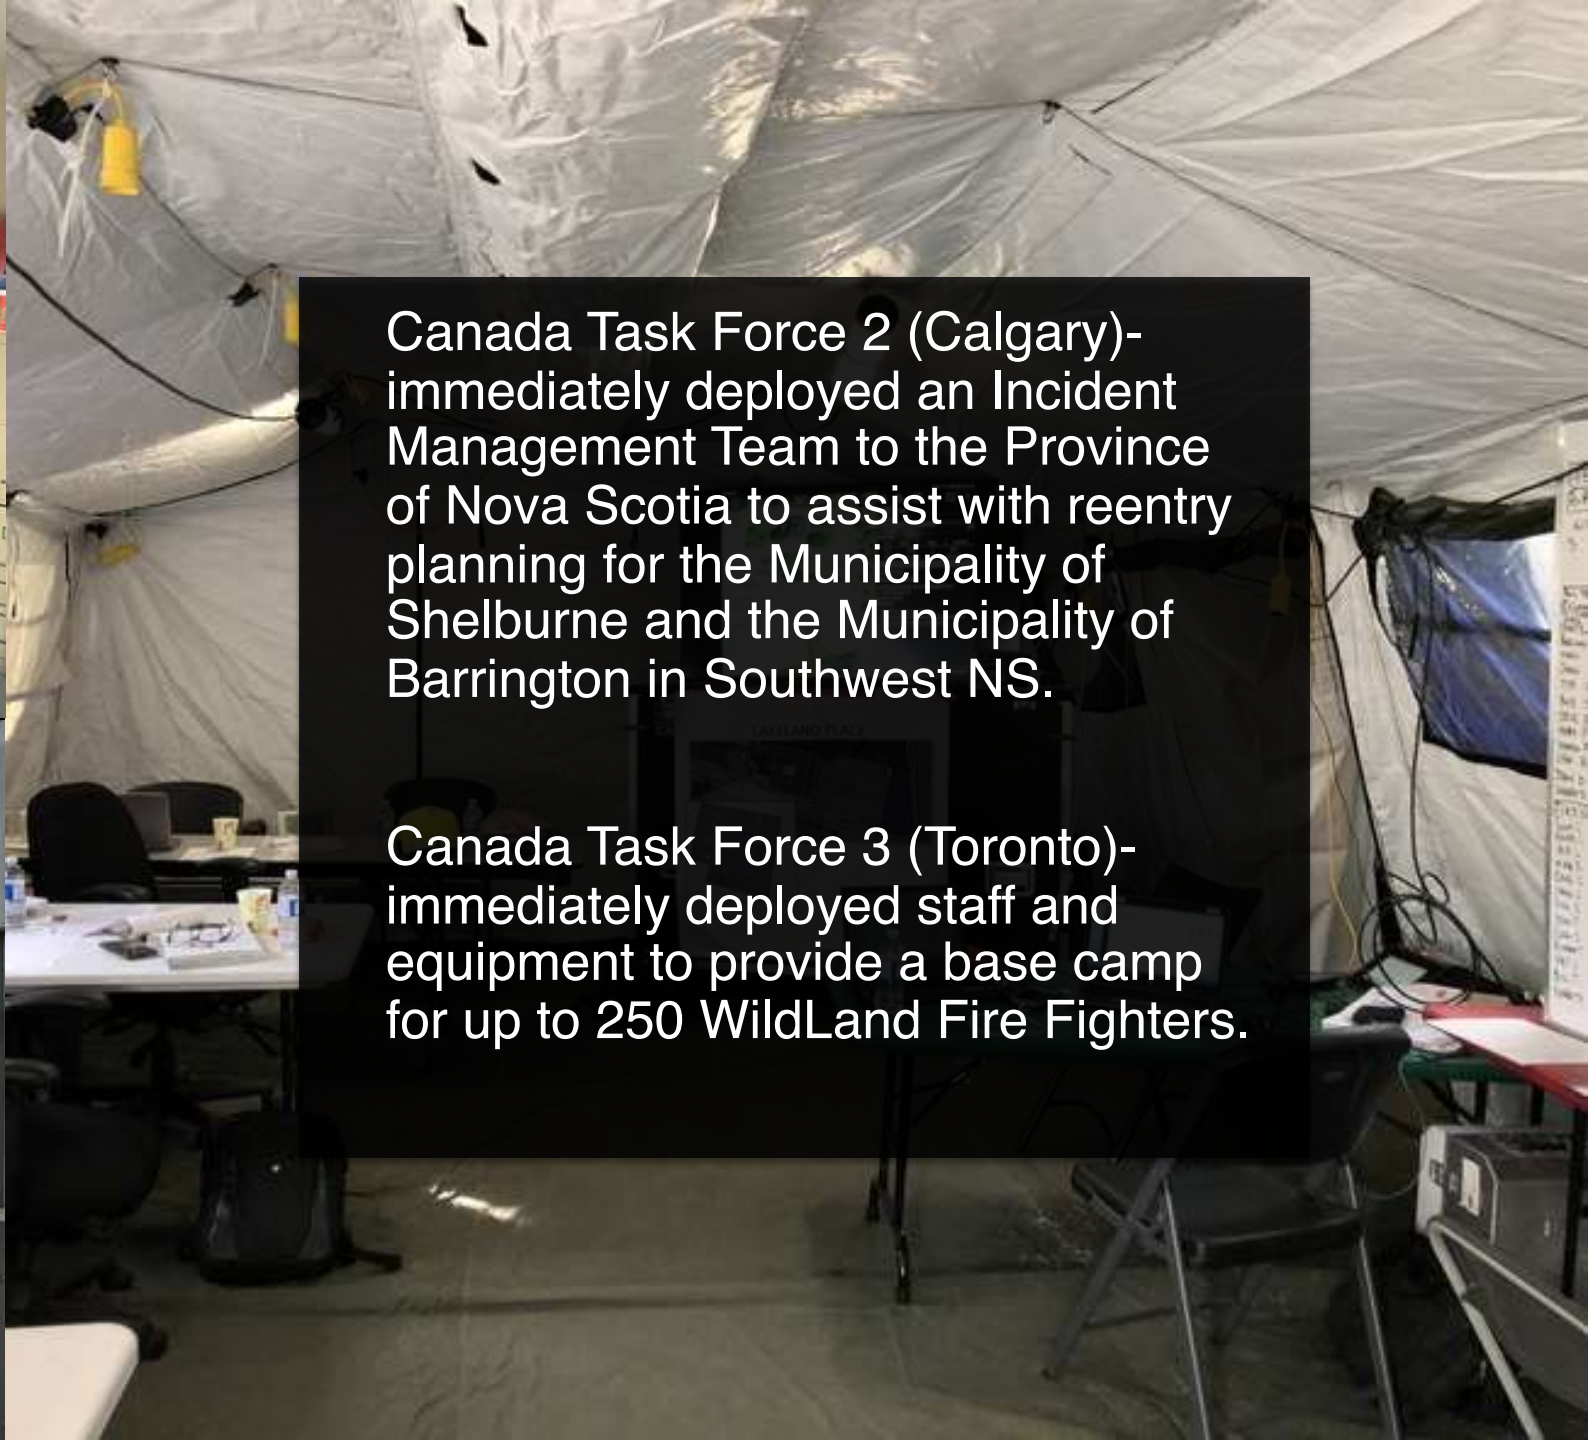 Canada Task Force 2 (Calgary)-
immediately deployed an Incident
Management Team to the Province
of Nova Scotia to assist with reentry
planning for the Municipality of
Shelburne and the Municipality of
Barrington in Southwest NS.
LAKELAND PLACE
Canada Task Force 3 (Toronto)-
immediately deployed staff and
equipment to provide a base camp
for up to 250 WildLand Fire Fighters.